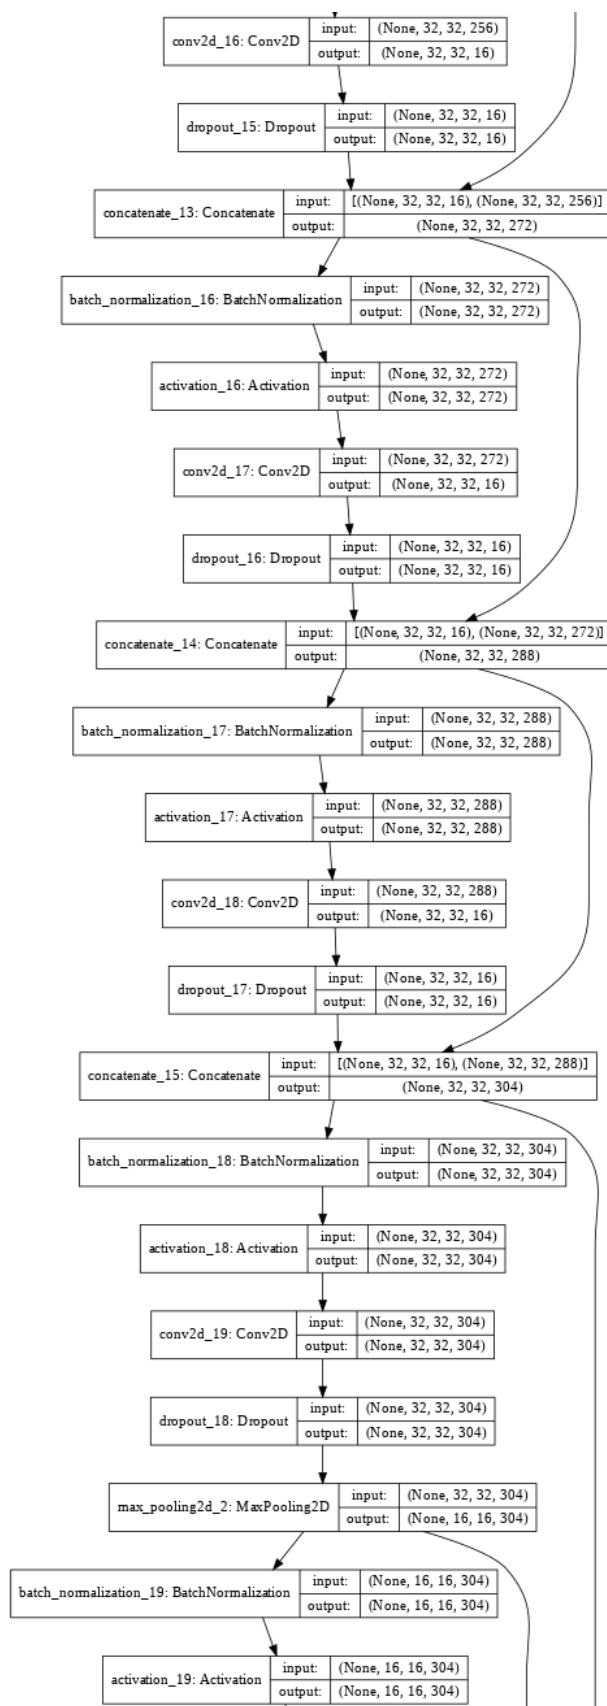 conv2d_16: Conv2D
input: (None, 32, 32, 256)
output: (None, 32, 32, 16)
dropout_15: Dropout
input: (None, 32, 32, 16)
output: (None, 32, 32, 16)
concatenate_13: Concatenate
input: [(None, 32, 32, 16), (None, 32, 32, 256)]
output: (None, 32, 32, 272)
batch_normalization_16: BatchNormalization
input: (None, 32, 32, 272)
output: (None, 32, 32, 272)
activation_16: Activation
input: (None, 32, 32, 272)
output: (None, 32, 32, 272)
conv2d_17: Conv2D
input: (None, 32, 32, 272)
output: (None, 32, 32, 16)
dropout_16: Dropout
input: (None, 32, 32, 16)
output: (None, 32, 32, 16)
concatenate_14: Concatenate
input: [(None, 32, 32, 16), (None, 32, 32, 272)]
output: (None, 32, 32, 288)
batch_normalization_17: BatchNormalization
input: (None, 32, 32, 288)
output: (None, 32, 32, 288)
activation_17: Activation
input: (None, 32, 32, 288)
output: (None, 32, 32, 288)
conv2d_18: Conv2D
input: (None, 32, 32, 288)
output: (None, 32, 32, 16)
dropout_17: Dropout
input: (None, 32, 32, 16)
output: (None, 32, 32, 16)
concatenate_15: Concatenate
input: [(None, 32, 32, 16), (None, 32, 32, 288)]
output: (None, 32, 32, 304)
batch_normalization_18: BatchNormalization
input: (None, 32, 32, 304)
output: (None, 32, 32, 304)
activation_18: Activation
input: (None, 32, 32, 304)
output: (None, 32, 32, 304)
conv2d_19: Conv2D
input: (None, 32, 32, 304)
output: (None, 32, 32, 304)
dropout_18: Dropout
input: (None, 32, 32, 304)
output: (None, 32, 32, 304)
max_pooling2d_2: MaxPooling2D
input: (None, 32, 32, 304)
output: (None, 16, 16, 304)
batch_normalization_19: BatchNormalization
input: (None, 16, 16, 304)
output: (None, 16, 16, 304)
activation_19: Activation
input: (None, 16, 16, 304)
output: (None, 16, 16, 304)